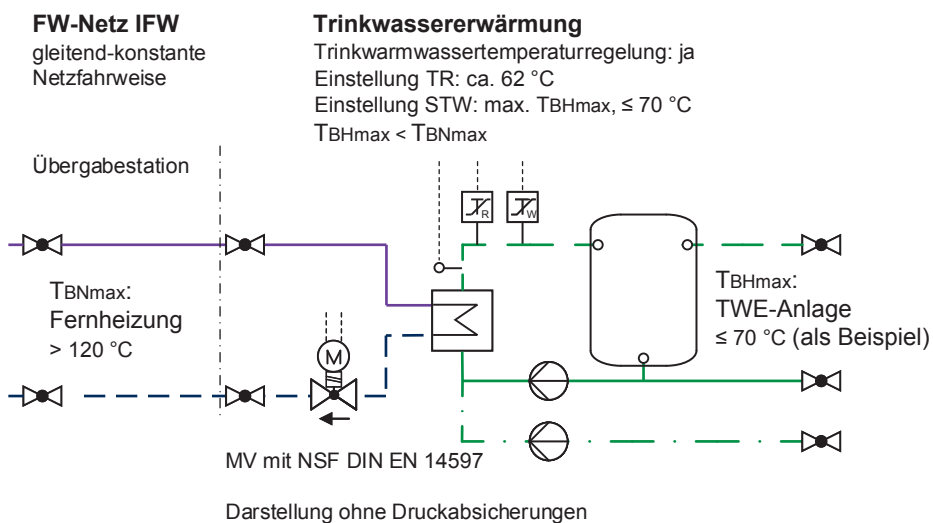 FW-Netz IFW
gleitend-konstante
Netzfahrweise
Trinkwassererwärmung
Trinkwarmwassertemperaturregelung: ja
Einstellung TR: ca. 62 °C
Einstellung STW: max. TBHmax, ≤ 70 °C
TBHmax < TBNmax
Übergabestation
R
W
TBNmax:
Fernheizung
> 120 °C
M
TBHmax:
TWE-Anlage
≤ 70 °C (als Beispiel)
MV mit NSF DIN EN 14597
Darstellung ohne Druckabsicherungen